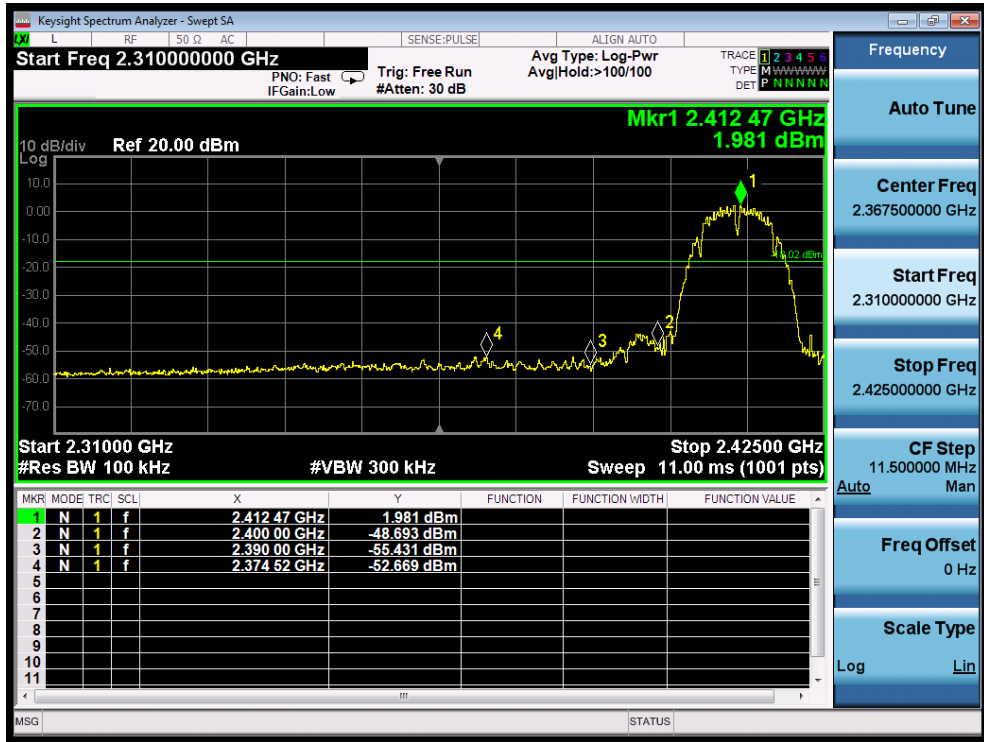 Keysight Spectrum Analyzer - Swept SA
LXI L RF 50 Ω AC SENSE:PULSE ALIGN AUTO
Start Freq 2.310000000 GHz
PNO: Fast
IFGain:Low
Trig: Free Run
#Atten: 30 dB
Avg Type: Log-Pwr
Avg|Hold:>100/100
TRACE 1 2 3 4 5 6
TYPE M W W W W W
DET P N N N N N
Mkr1 2.412 47 GHz
1.981 dBm
10 dB/div Ref 20.00 dBm
Log
10.0
0.00
-10.0
-20.0
-30.0
-40.0
-50.0
-60.0
-70.0
1
2
3
4
Start 2.31000 GHz Stop 2.42500 GHz
#Res BW 100 kHz #VBW 300 kHz Sweep 11.00 ms (1001 pts)
MKR MODE TRC SCL X Y FUNCTION FUNCTION WIDTH FUNCTION VALUE
1 N 1 f 2.412 47 GHz 1.981 dBm
2 N 1 f 2.400 00 GHz -48.693 dBm
3 N 1 f 2.390 00 GHz -55.431 dBm
4 N 1 f 2.374 52 GHz -52.669 dBm
5
6
7
8
9
10
11
MSG STATUS
Frequency
Auto Tune
Center Freq
2.367500000 GHz
Start Freq
2.310000000 GHz
Stop Freq
2.425000000 GHz
CF Step
11.500000 MHz
Auto Man
Freq Offset
0 Hz
Scale Type
Log Lin